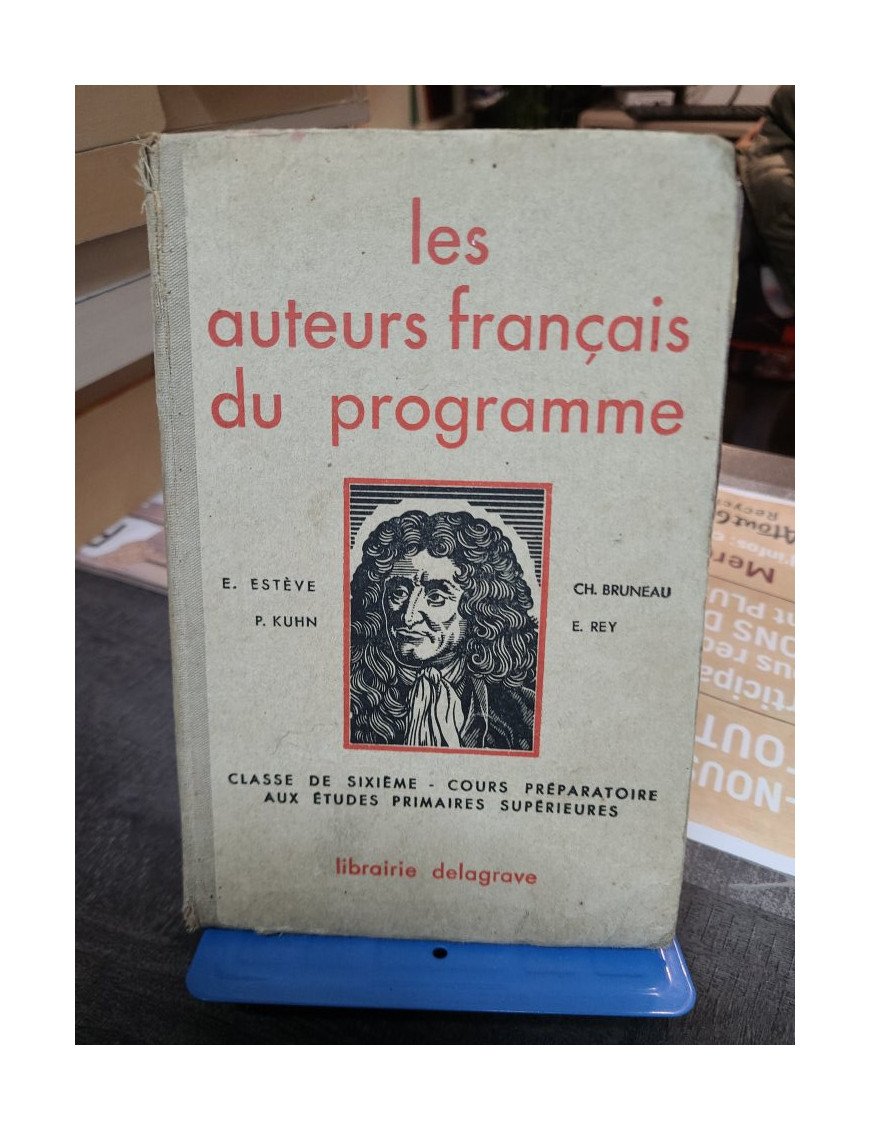 les
auteurs français
du programme
E. ESTÈVE
CH. BRUNEAU
P. KUHN
E. REY
CLASSE DE SIXIÈME - COURS PRÉPARATOIRE
AUX ÉTUDES PRIMAIRES SUPÉRIEURES
librairie delagrave